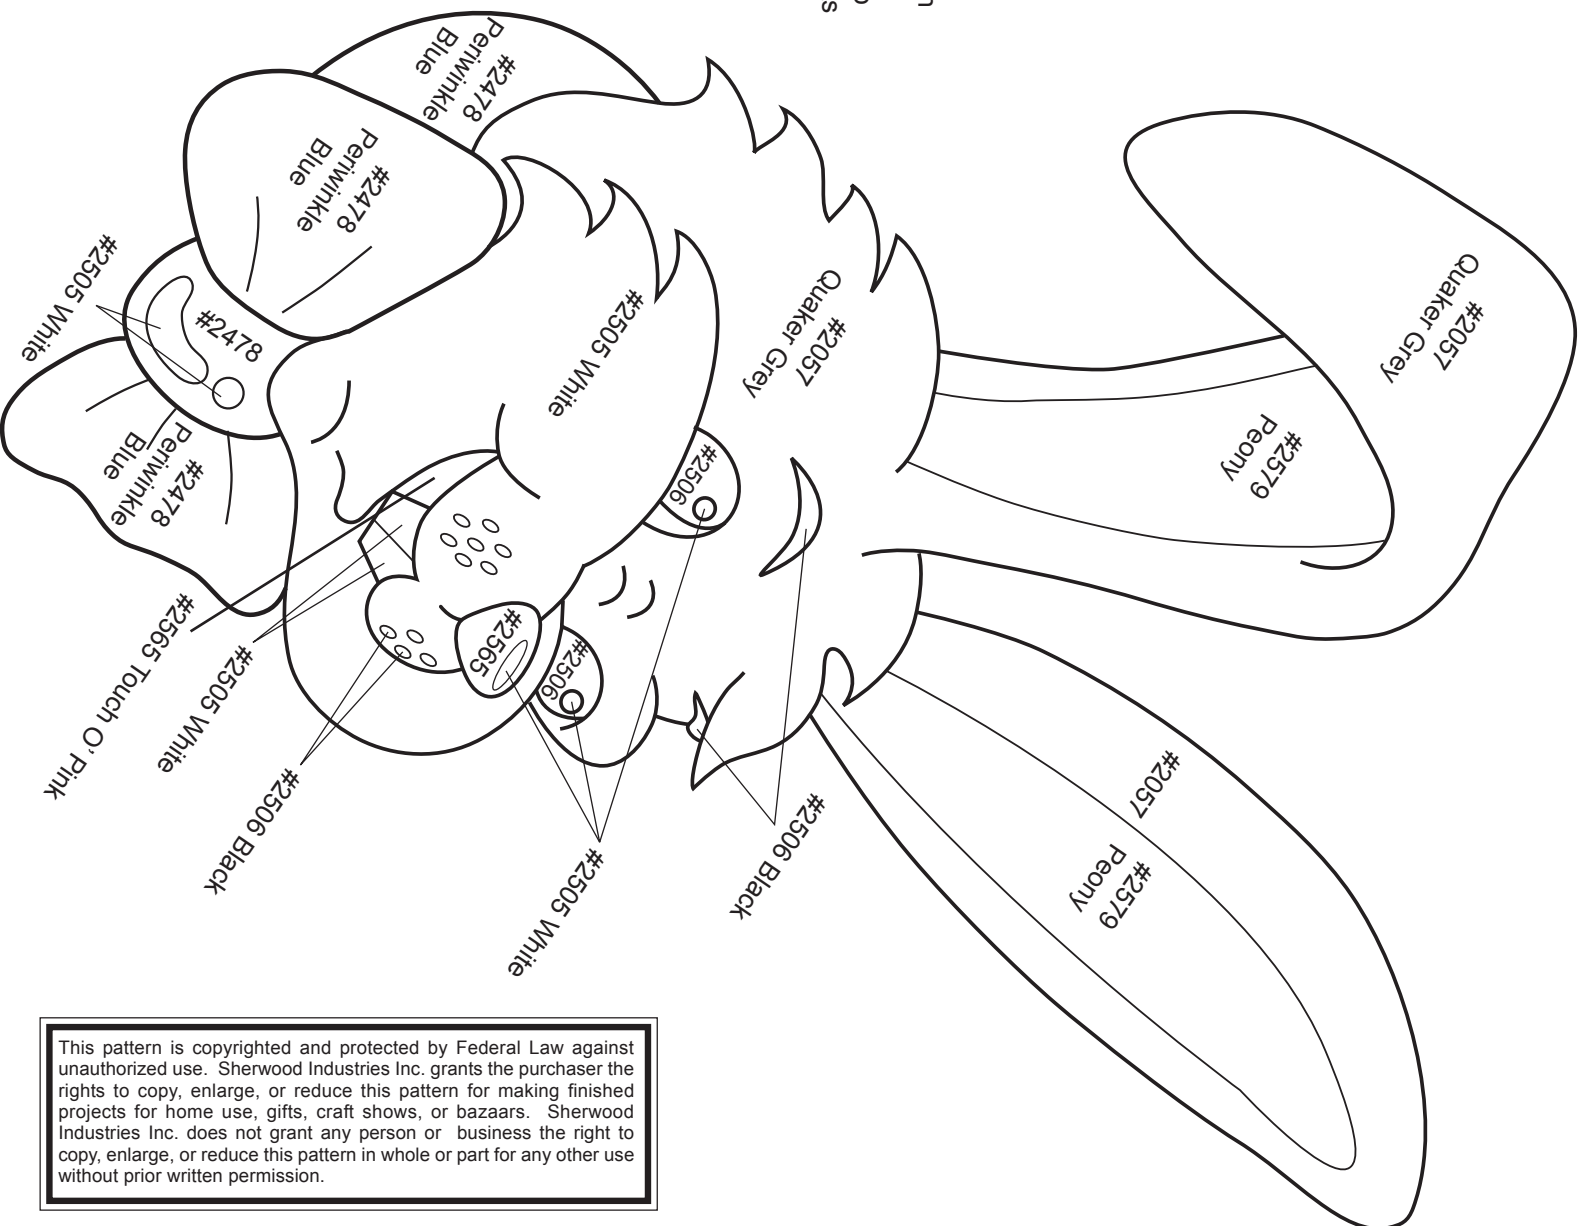 #2478
Periwinkle
Blue
#2478
Periwinkle
Blue
#2505 White
#2478
#2478
Periwinkle
Blue
#2505 White
#2057
Quaker Grey
#2057
Quaker Grey
#2579
Peony
#2506
#2565
#2506
#2565 Touch O' Pink
#2505 White
#2506 Black
#2505 White
#2506 Black
#2057
#2579
Peony
This pattern is copyrighted and protected by Federal Law against
unauthorized use. Sherwood Industries Inc. grants the purchaser the
rights to copy, enlarge, or reduce this pattern for making finished
projects for home use, gifts, craft shows, or bazaars. Sherwood
Industries Inc. does not grant any person or business the right to
copy, enlarge, or reduce this pattern in whole or part for any other use
without prior written permission.